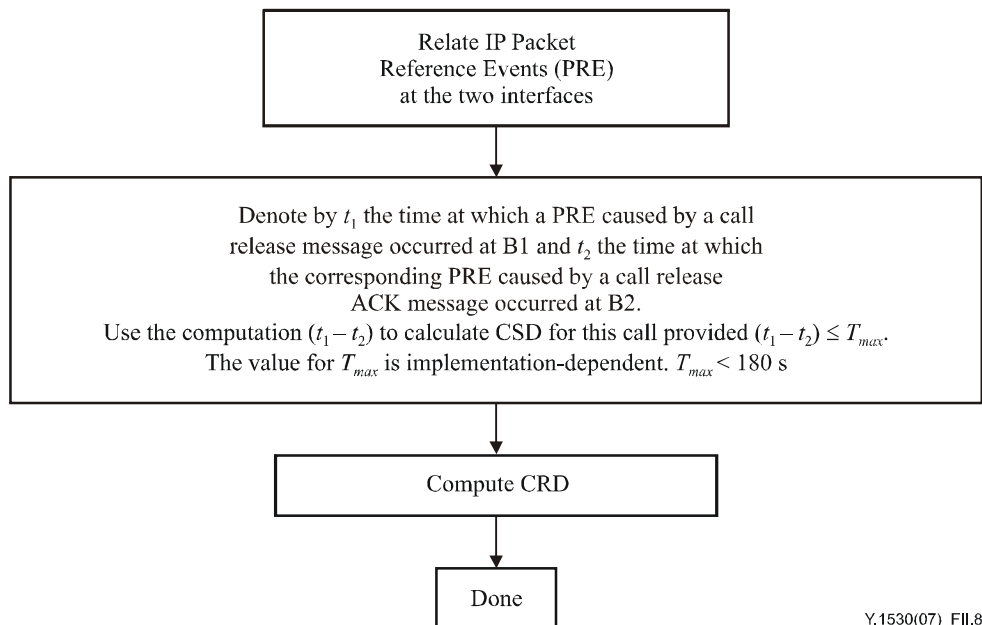 Relate IP Packet
Reference Events (PRE)
at the two interfaces
Denote by t₁ the time at which a PRE caused by a call
release message occurred at B1 and t₂ the time at which
the corresponding PRE caused by a call release
ACK message occurred at B2.
Use the computation (t₁ – t₂) to calculate CSD for this call provided (t₁ – t₂) ≤ Tmax.
The value for Tmax is implementation-dependent. Tmax < 180 s
Compute CRD
Done
Y.1530(07)_FII.8